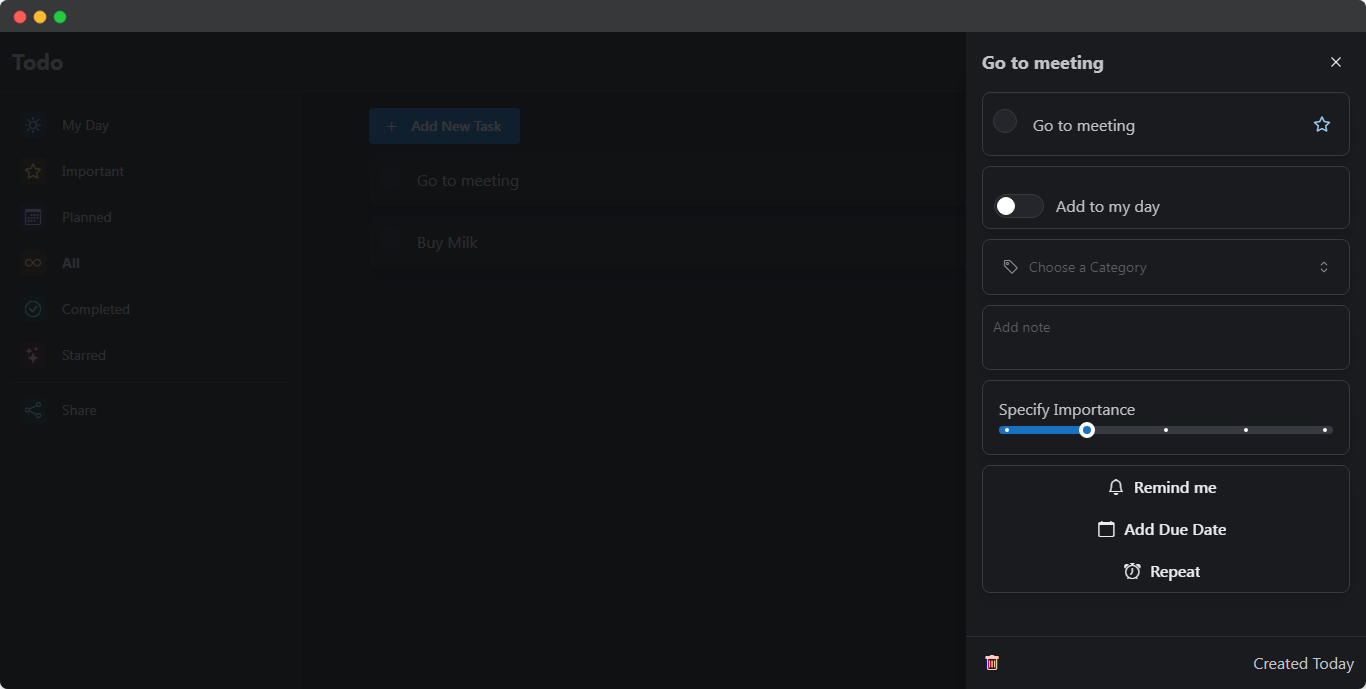 Todo
My Day
Important
Planned
All
Completed
Starred
Share
Add New Task
Go to meeting
Buy Milk
Go to meeting
Go to meeting
Add to my day
Choose a Category
Add note
Specify Importance
Remind me
Add Due Date
Repeat
Created Today